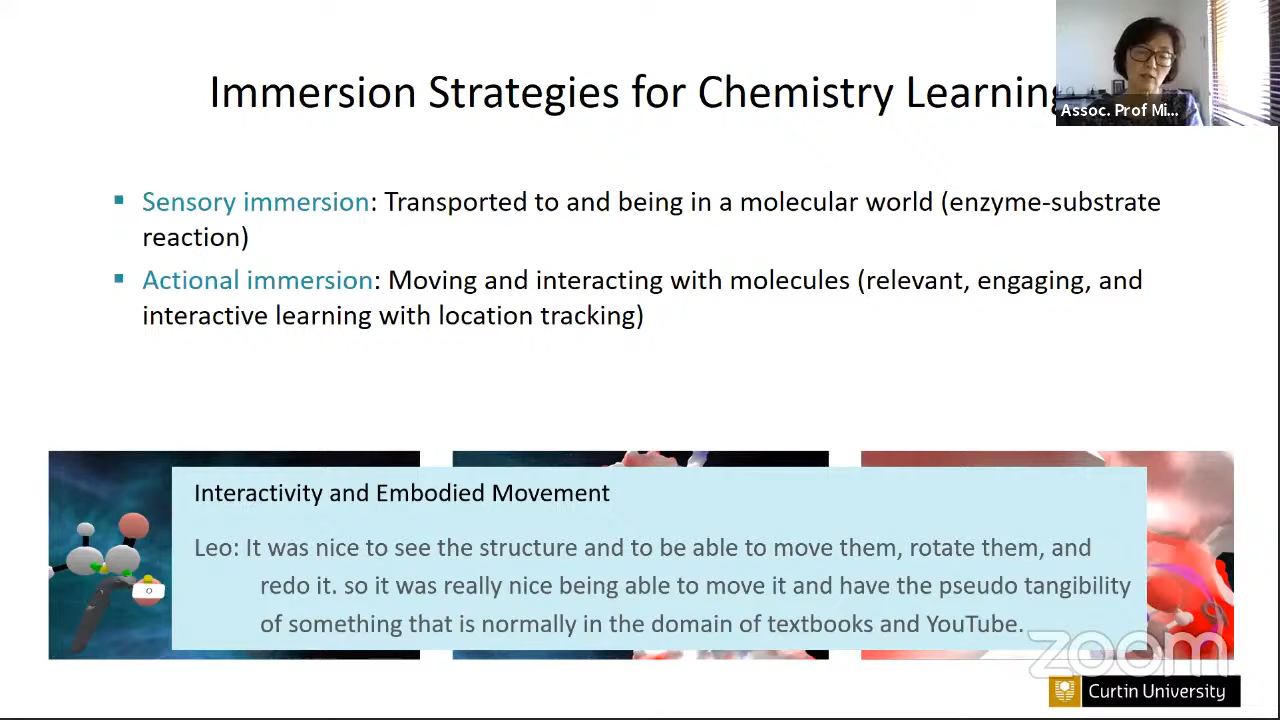 Immersion Strategies for Chemistry Learning
Assoc. Prof Mi...
▪ Sensory immersion: Transported to and being in a molecular world (enzyme-substrate
reaction)
▪ Actional immersion: Moving and interacting with molecules (relevant, engaging, and
interactive learning with location tracking)
Interactivity and Embodied Movement
Leo: It was nice to see the structure and to be able to move them, rotate them, and
redo it. so it was really nice being able to move it and have the pseudo tangibility
of something that is normally in the domain of textbooks and YouTube.
O
zoom
Curtin University